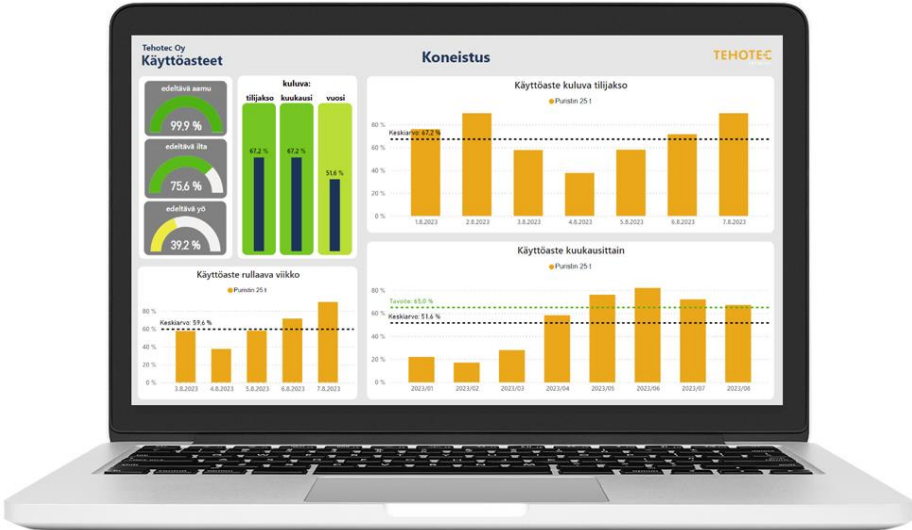 Tehotec Oy
Käyttöasteet
Koneistus
TEHOTEC
edeltävä aamu
99,9 %
edeltävä ilta
75,6 %
edeltävä yö
39,2 %
kuluva:
tilijakso kuukausi vuosi
67,2 % 67,2 % 51,6 %
Käyttöaste kuluva tilijakso
Puristin 25 t
80 %
Keskiarvo: 67,2 %
60 %
40 %
20 %
0 %
1.8.2023 2.8.2023 3.8.2023 4.8.2023 5.8.2023 6.8.2023 7.8.2023
Käyttöaste rullaava viikko
Puristin 25 t
80 %
Keskiarvo: 59,6 %
60 %
40 %
20 %
0 %
3.8.2023 4.8.2023 5.8.2023 6.8.2023 7.8.2023
Käyttöaste kuukausittain
Puristin 25 t
80 %
Tavoite: 65,0 %
60 %
Keskiarvo: 51,6 %
40 %
20 %
0 %
2023/01 2023/02 2023/03 2023/04 2023/05 2023/06 2023/07 2023/08